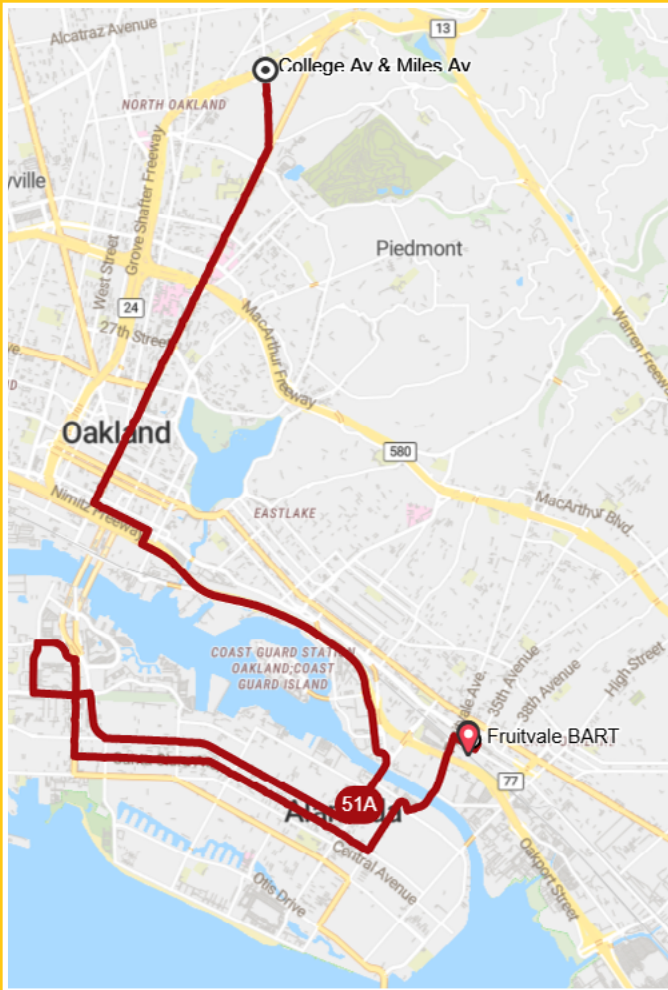 Alcatraz Avenue
13
College Av & Miles Av
NORTH OAKLAND
Grove Shafter Freeway
West Street
Piedmont
24
27th Street
MacArthur Freeway
Warren Freeway
Oakland
580
Nimitz Freeway
EASTLAKE
MacArthur Blvd.
COAST GUARD STATION
OAKLAND;COAST
GUARD ISLAND
35th Avenue
38th Avenue
High Street
Fruitvale BART
77
51A
Central Avenue
Otis Drive
Oakport Street